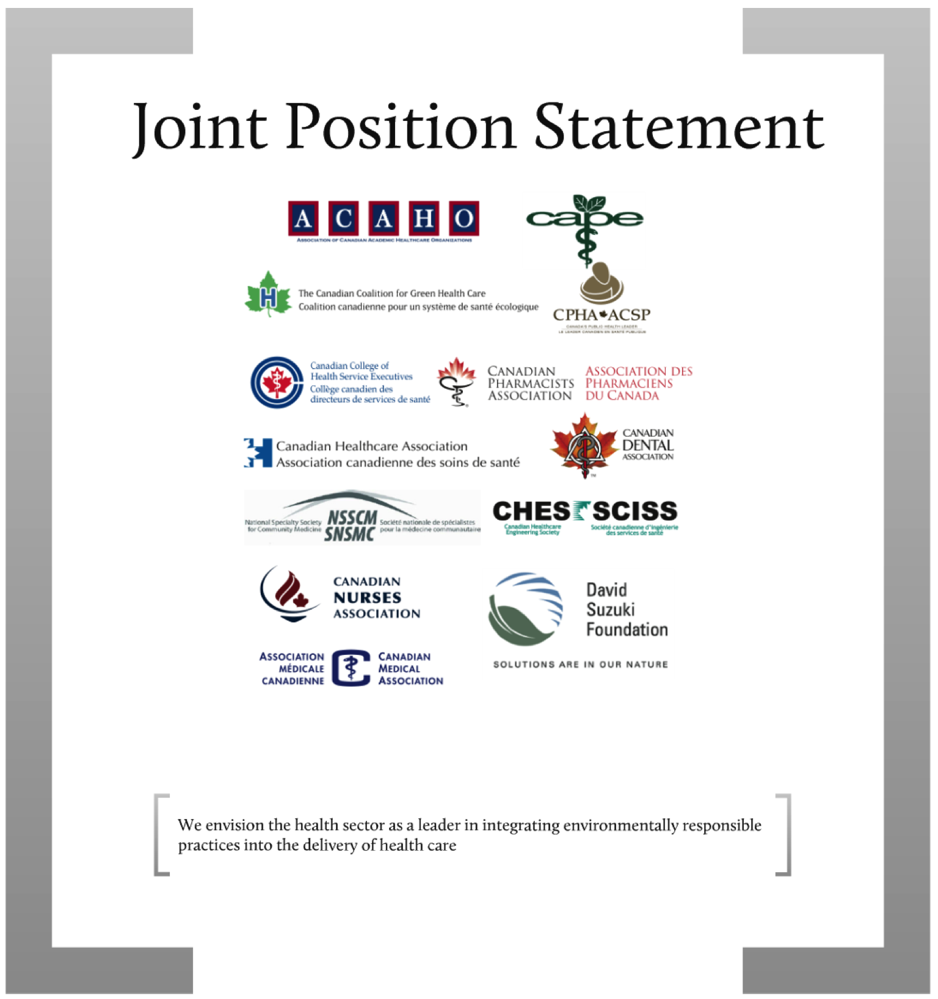 Joint Position Statement
A C A H O
Association of Canadian Academic Healthcare Organizations
cape
The Canadian Coalition for Green Health Care
Coalition canadienne pour un système de santé écologique
H
CPHA ACSP
CANADA'S PUBLIC HEALTH LEADER
LE LEADER CANADIEN EN SANTÉ PUBLIQUE
Canadian College of
Health Service Executives
Collège canadien des
directeurs de services de santé
CANADIAN
PHARMACISTS
ASSOCIATION
ASSOCIATION DES
PHARMACIENS
DU CANADA
Canadian Healthcare Association
Association canadienne des soins de santé
CANADIAN
DENTAL
ASSOCIATION
TM
National Specialty Society
for Community Medicine
NSSCM
SNSMC
Société nationale de spécialistes
pour la médecine communautaire
CHES SCISS
Canadian Healthcare
Engineering Society
Société canadienne d'ingénierie
des services de santé
CANADIAN
NURSES
ASSOCIATION
David
Suzuki
Foundation
SOLUTIONS ARE IN OUR NATURE
ASSOCIATION
MÉDICALE
CANADIENNE
CANADIAN
MEDICAL
ASSOCIATION
We envision the health sector as a leader in integrating environmentally responsible
practices into the delivery of health care